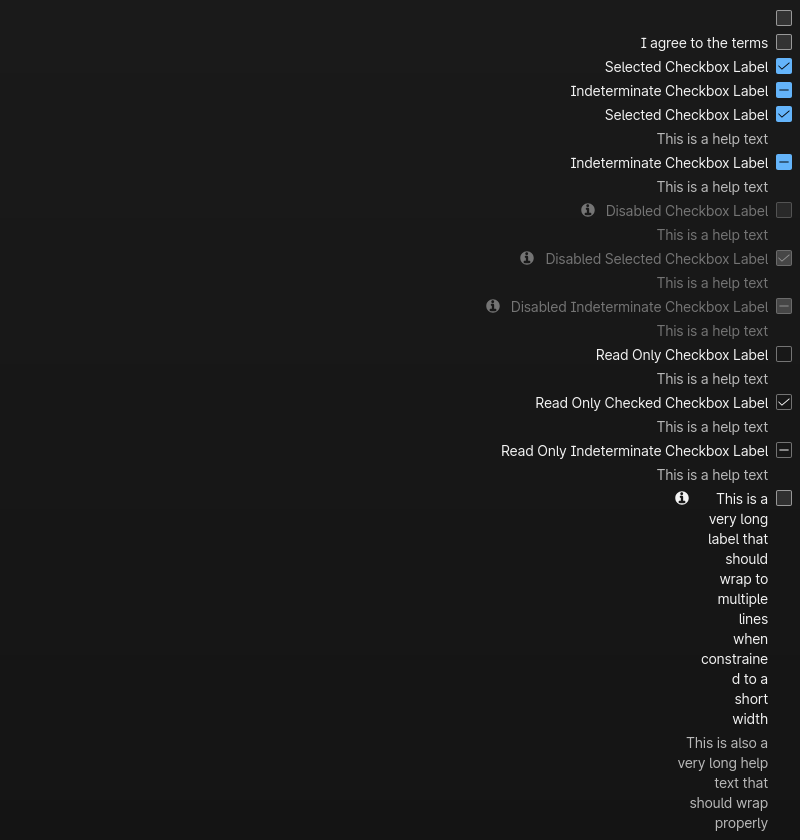 I agree to the terms
Selected Checkbox Label
Indeterminate Checkbox Label
Selected Checkbox Label
This is a help text
Indeterminate Checkbox Label
This is a help text
Disabled Checkbox Label
This is a help text
Disabled Selected Checkbox Label
This is a help text
Disabled Indeterminate Checkbox Label
This is a help text
Read Only Checkbox Label
This is a help text
Read Only Checked Checkbox Label
This is a help text
Read Only Indeterminate Checkbox Label
This is a help text
This is a
very long
label that
should
wrap to
multiple
lines
when
constraine
d to a
short
width
This is also a
very long help
text that
should wrap
properly